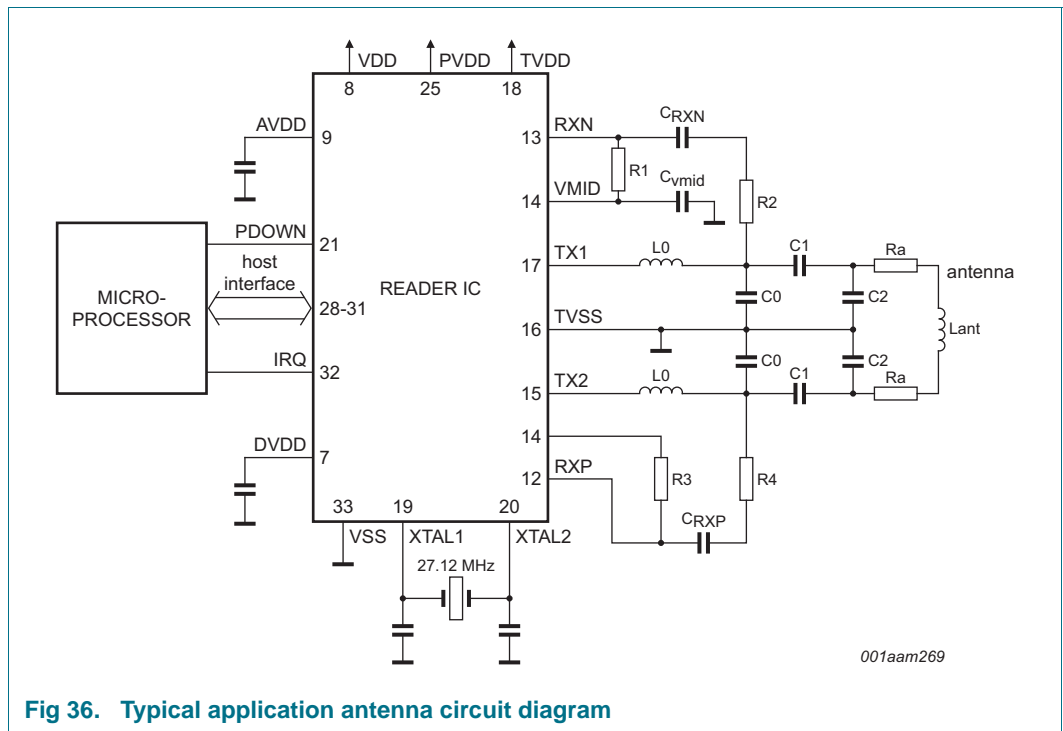 VDD PVDD TVDD
8 25 18
AVDD 9
13 RXN
CRXN
R1
Cvmid
14 VMID
R2
PDOWN 21
host
interface
28-31
MICRO-
PROCESSOR
READER IC
IRQ 32
17 TX1 L0 C1 Ra
antenna
C0 C2
16 TVSS
Lant
C0 C2
15 TX2 L0 C1 Ra
14
DVDD 7
12 RXP
R3 R4
CRXP
33 19 20
VSS XTAL1 XTAL2
27.12 MHz
001aam269
Fig 36. Typical application antenna circuit diagram